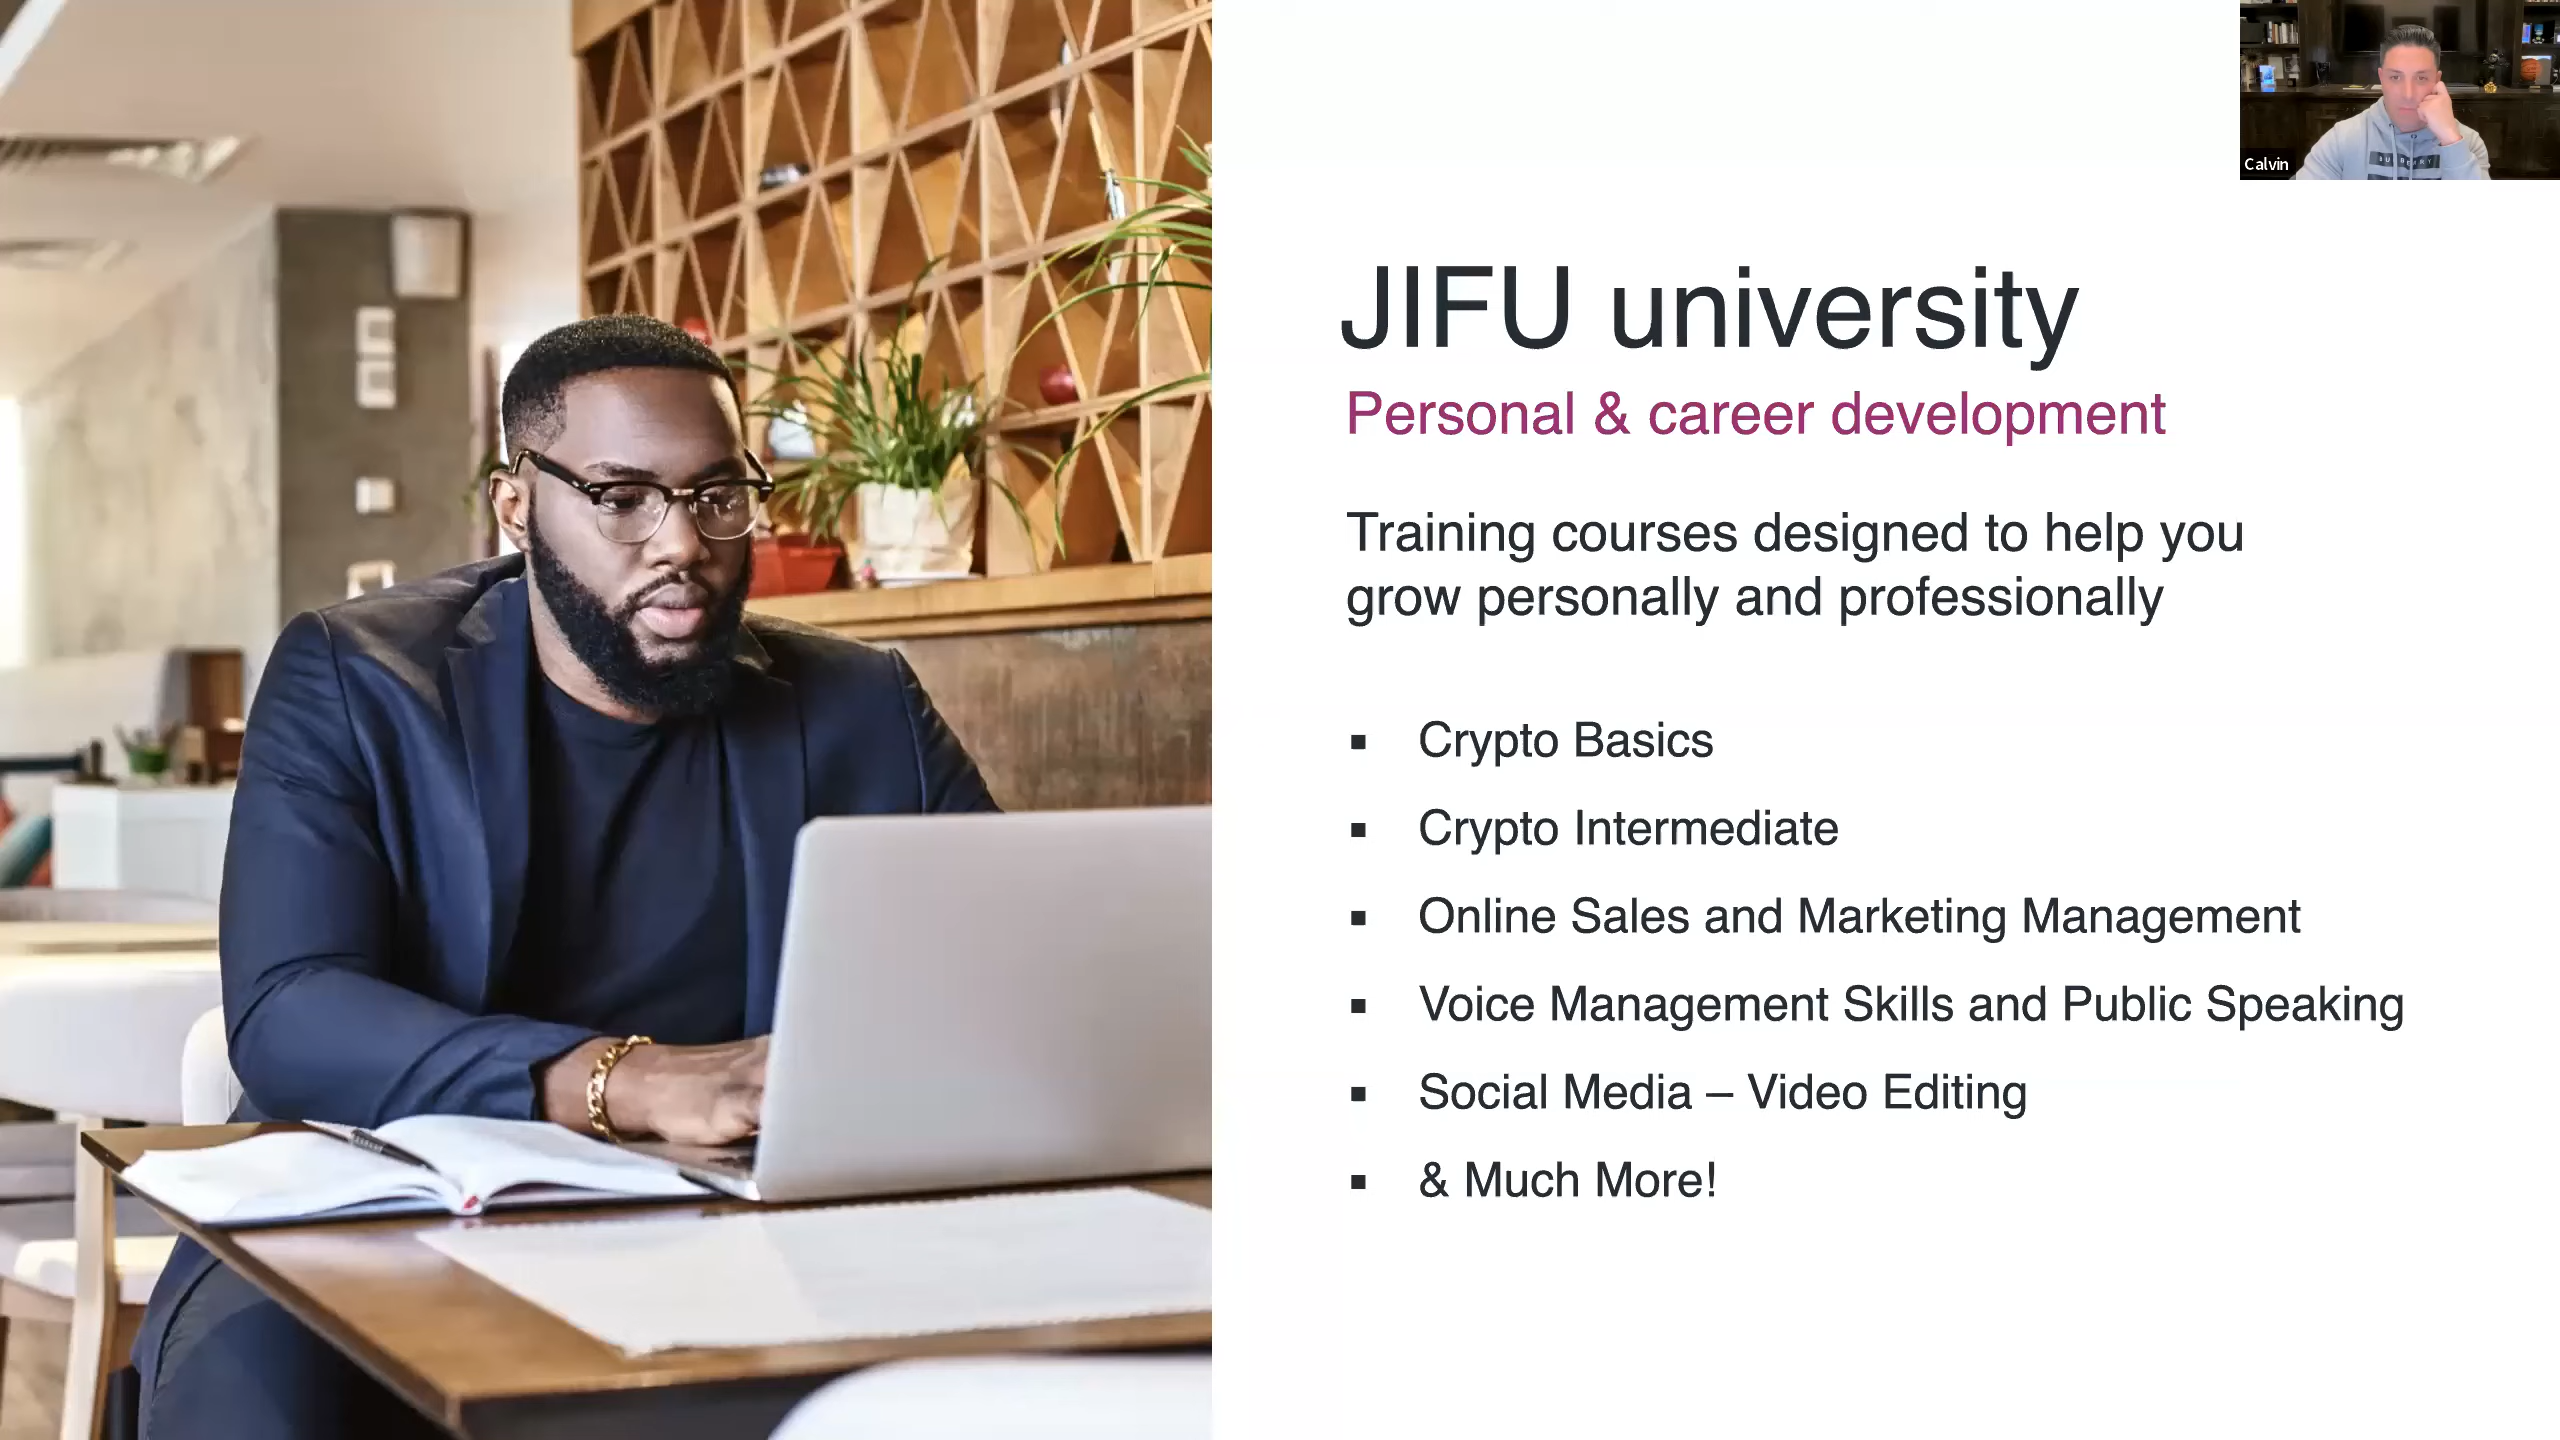 Calvin
BURBERRY
JIFU university
Personal & career development
Training courses designed to help you
grow personally and professionally
▪ Crypto Basics
▪ Crypto Intermediate
▪ Online Sales and Marketing Management
▪ Voice Management Skills and Public Speaking
▪ Social Media – Video Editing
▪ & Much More!